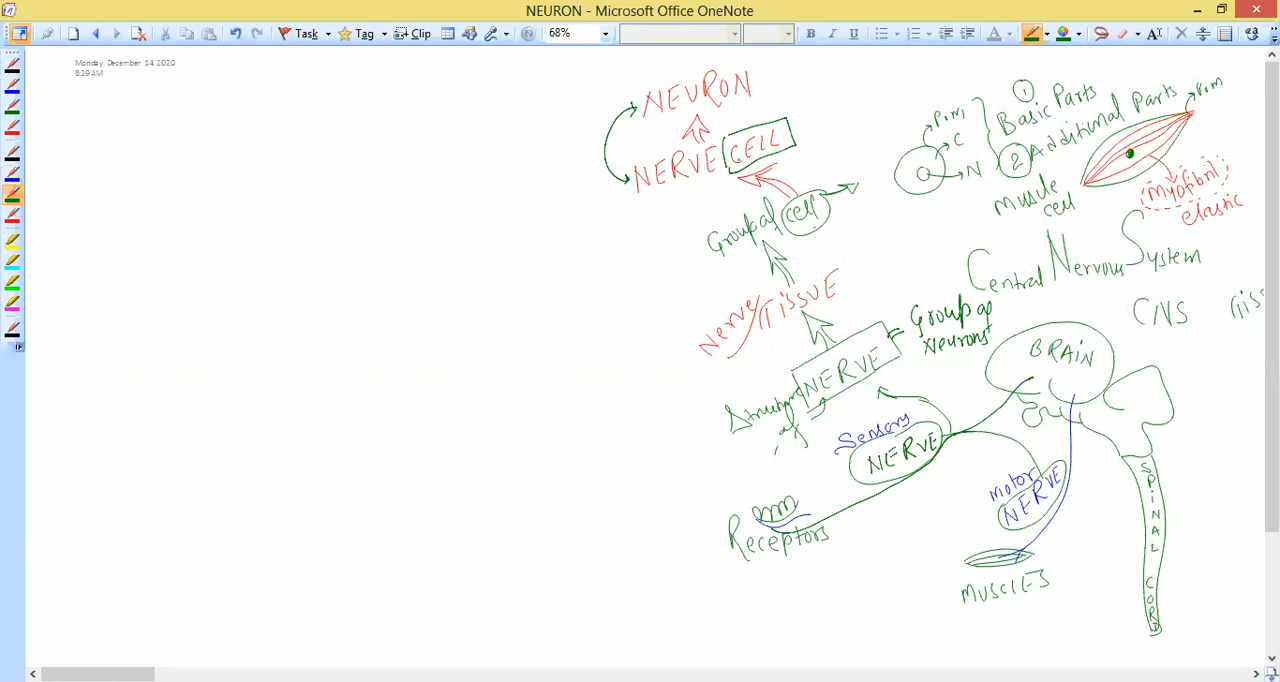 NEURON - Microsoft Office OneNote
Task
Tag
Clip
68%
B I U
Monday, December 14, 2020
8:29 AM
NEURON
NERVE CELL
Group of cell
Nerve/TissuE
NERVE
Group of
Neurons
Structure
of
P.m
C
N
①
Basic Parts
② Additional Parts
P.m
Muscle
cell
Myofibril
elastic
Central Nervous System
CNS
BRAiN
Sensory
NERVE
Motor
NERVE
Receptors
MUSCLES
SPiNAL CORD